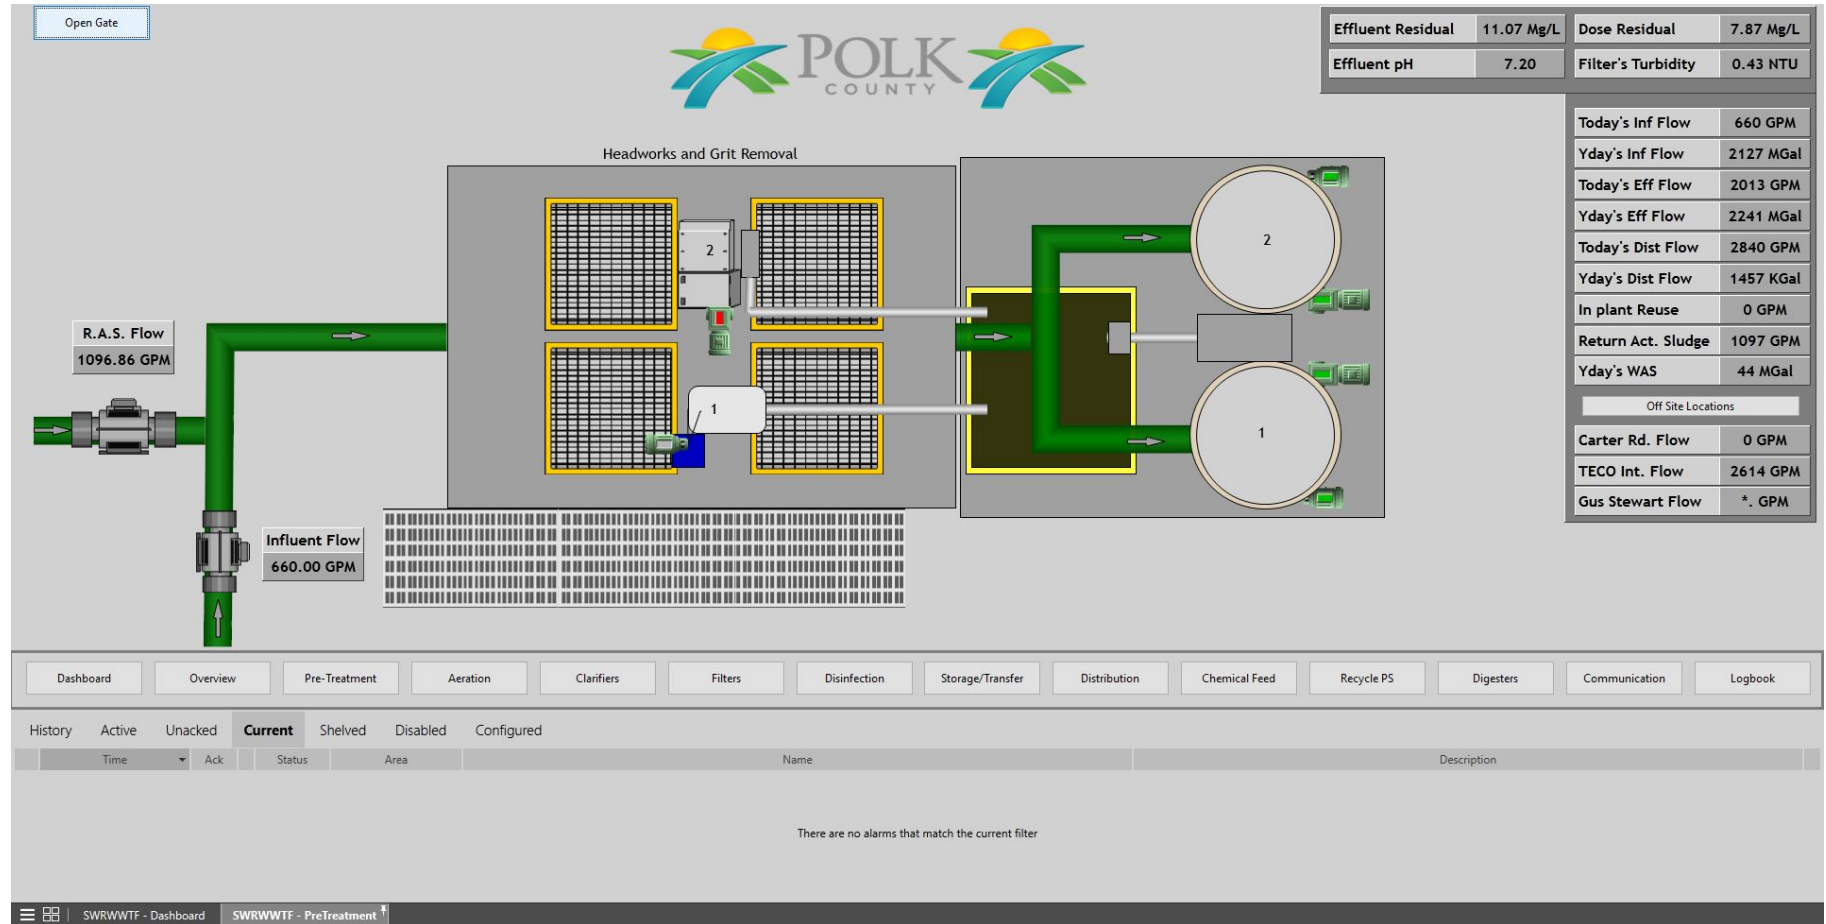 Open Gate
POLK
COUNTY
Effluent Residual 11.07 Mg/L Dose Residual 7.87 Mg/L
Effluent pH 7.20 Filter's Turbidity 0.43 NTU
Today's Inf Flow 660 GPM
Yday's Inf Flow 2127 MGal
Today's Eff Flow 2013 GPM
Yday's Eff Flow 2241 MGal
Today's Dist Flow 2840 GPM
Yday's Dist Flow 1457 KGal
In plant Reuse 0 GPM
Return Act. Sludge 1097 GPM
Yday's WAS 44 MGal
Off Site Locations
Carter Rd. Flow 0 GPM
TECO Int. Flow 2614 GPM
Gus Stewart Flow *. GPM
Headworks and Grit Removal
2
2
1
1
R.A.S. Flow
1096.86 GPM
Influent Flow
660.00 GPM
Dashboard Overview Pre-Treatment Aeration Clarifiers Filters Disinfection Storage/Transfer Distribution Chemical Feed Recycle PS Digesters Communication Logbook
History Active Unacked Current Shelved Disabled Configured
Time Ack Status Area Name Description
There are no alarms that match the current filter
SWRWWTF - Dashboard SWRWWTF - PreTreatment